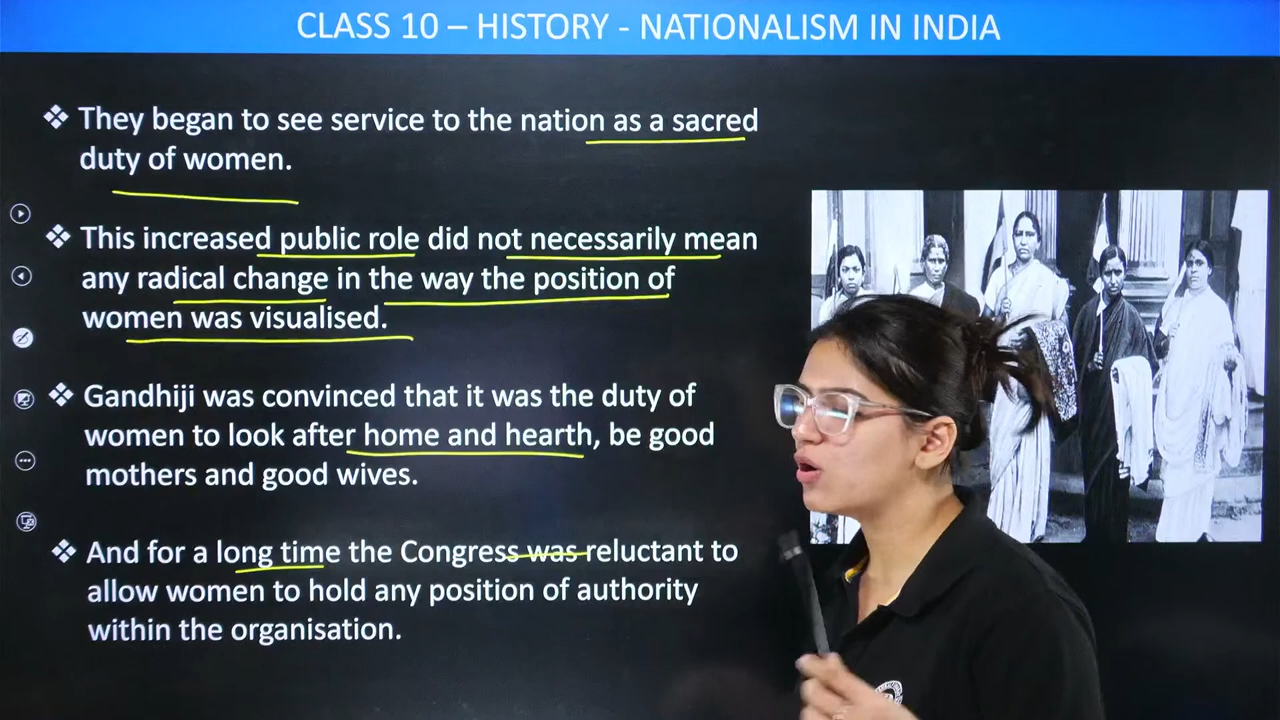 CLASS 10 – HISTORY - NATIONALISM IN INDIA
❖ They began to see service to the nation as a sacred
duty of women.
❖ This increased public role did not necessarily mean
any radical change in the way the position of
women was visualised.
❖ Gandhiji was convinced that it was the duty of
women to look after home and hearth, be good
mothers and good wives.
❖ And for a long time the Congress was reluctant to
allow women to hold any position of authority
within the organisation.